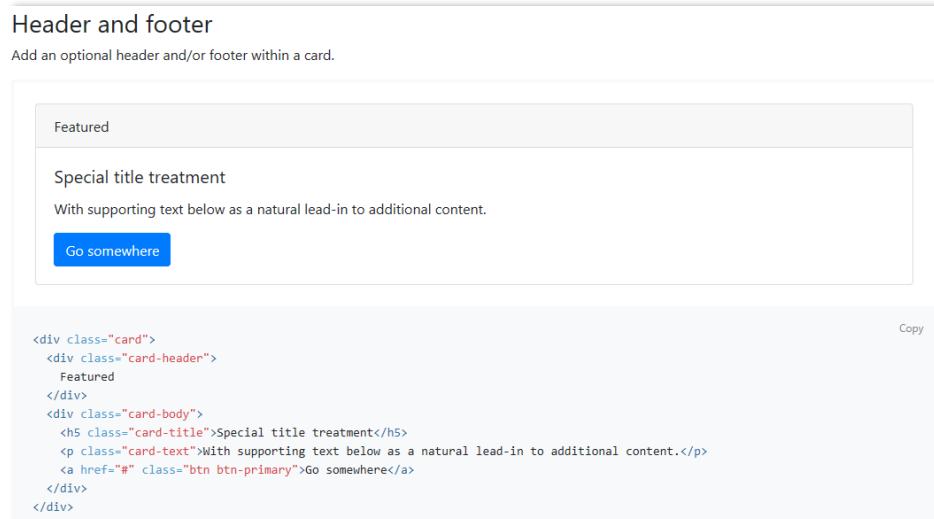 Header and footer
Add an optional header and/or footer within a card.
Featured
Special title treatment
With supporting text below as a natural lead-in to additional content.
Go somewhere
Copy
<div class="card">
  <div class="card-header">
    Featured
  </div>
  <div class="card-body">
    <h5 class="card-title">Special title treatment</h5>
    <p class="card-text">With supporting text below as a natural lead-in to additional content.</p>
    <a href="#" class="btn btn-primary">Go somewhere</a>
  </div>
</div>